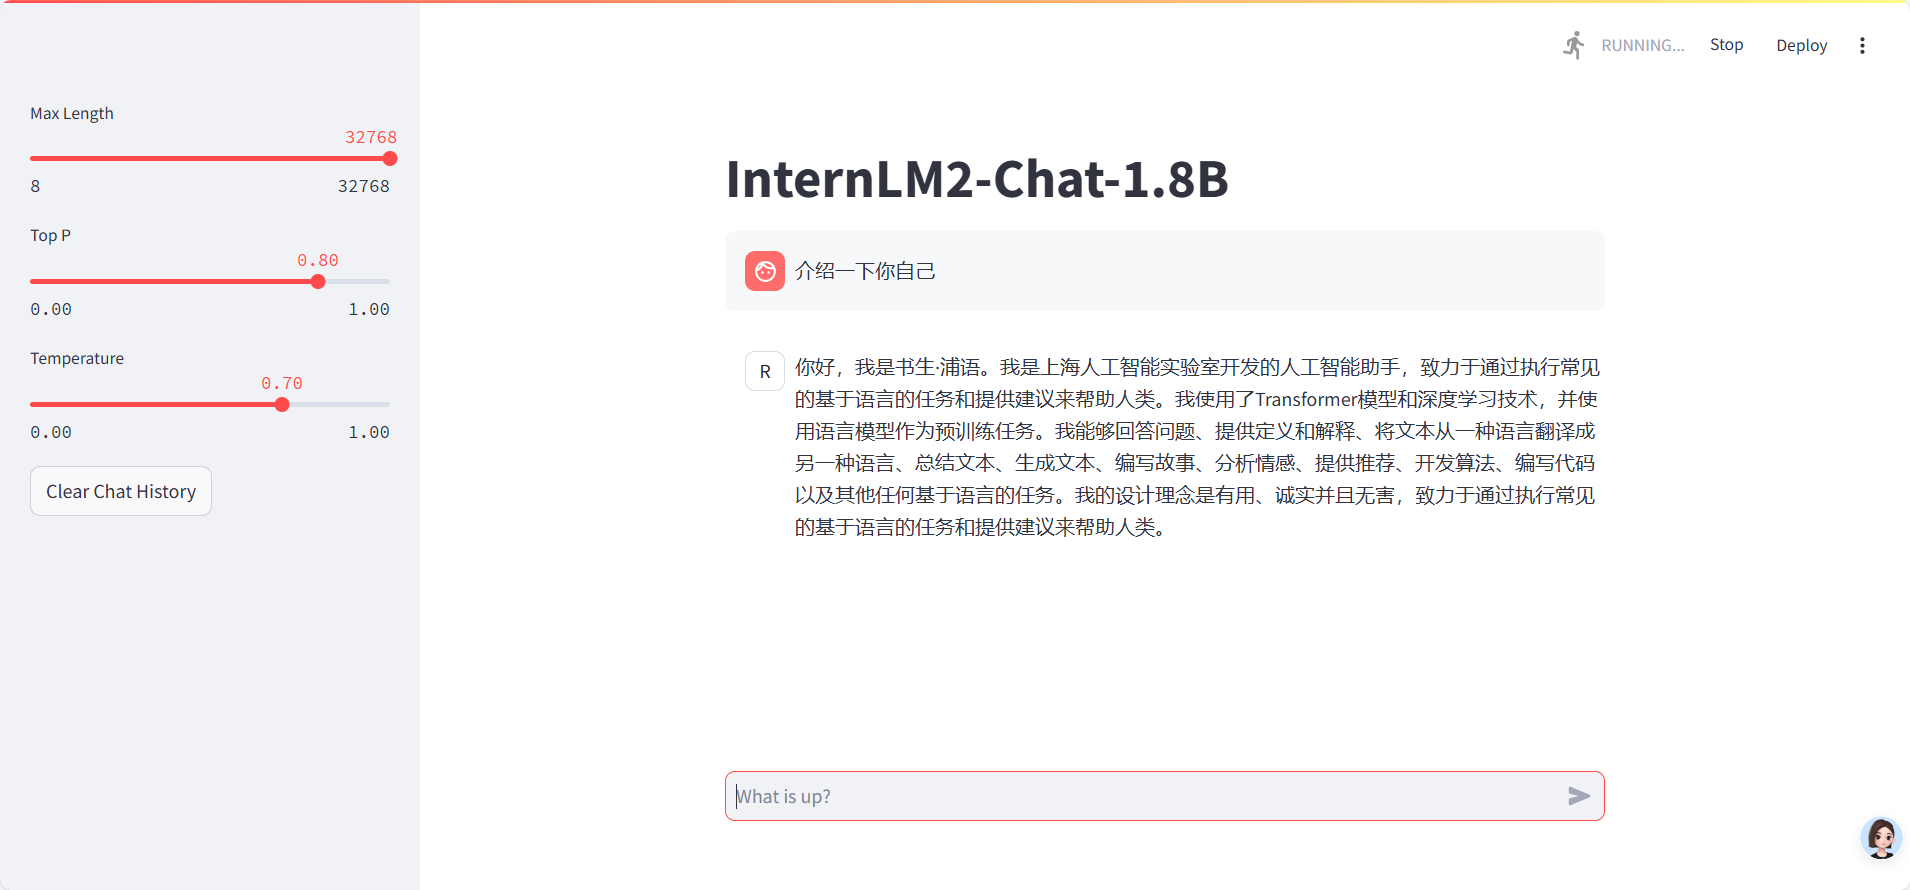 RUNNING...
Stop
Deploy
Max Length
32768
8
32768
Top P
0.80
0.00
1.00
Temperature
0.70
0.00
1.00
Clear Chat History
InternLM2-Chat-1.8B
介绍一下你自己
R
你好，我是书生·浦语。我是上海人工智能实验室开发的人工智能助手，致力于通过执行常见
的基于语言的任务和提供建议来帮助人类。我使用了Transformer模型和深度学习技术，并使
用语言模型作为预训练任务。我能够回答问题、提供定义和解释、将文本从一种语言翻译成
另一种语言、总结文本、生成文本、编写故事、分析情感、提供推荐、开发算法、编写代码
以及其他任何基于语言的任务。我的设计理念是有用、诚实并且无害，致力于通过执行常见
的基于语言的任务和提供建议来帮助人类。
What is up?